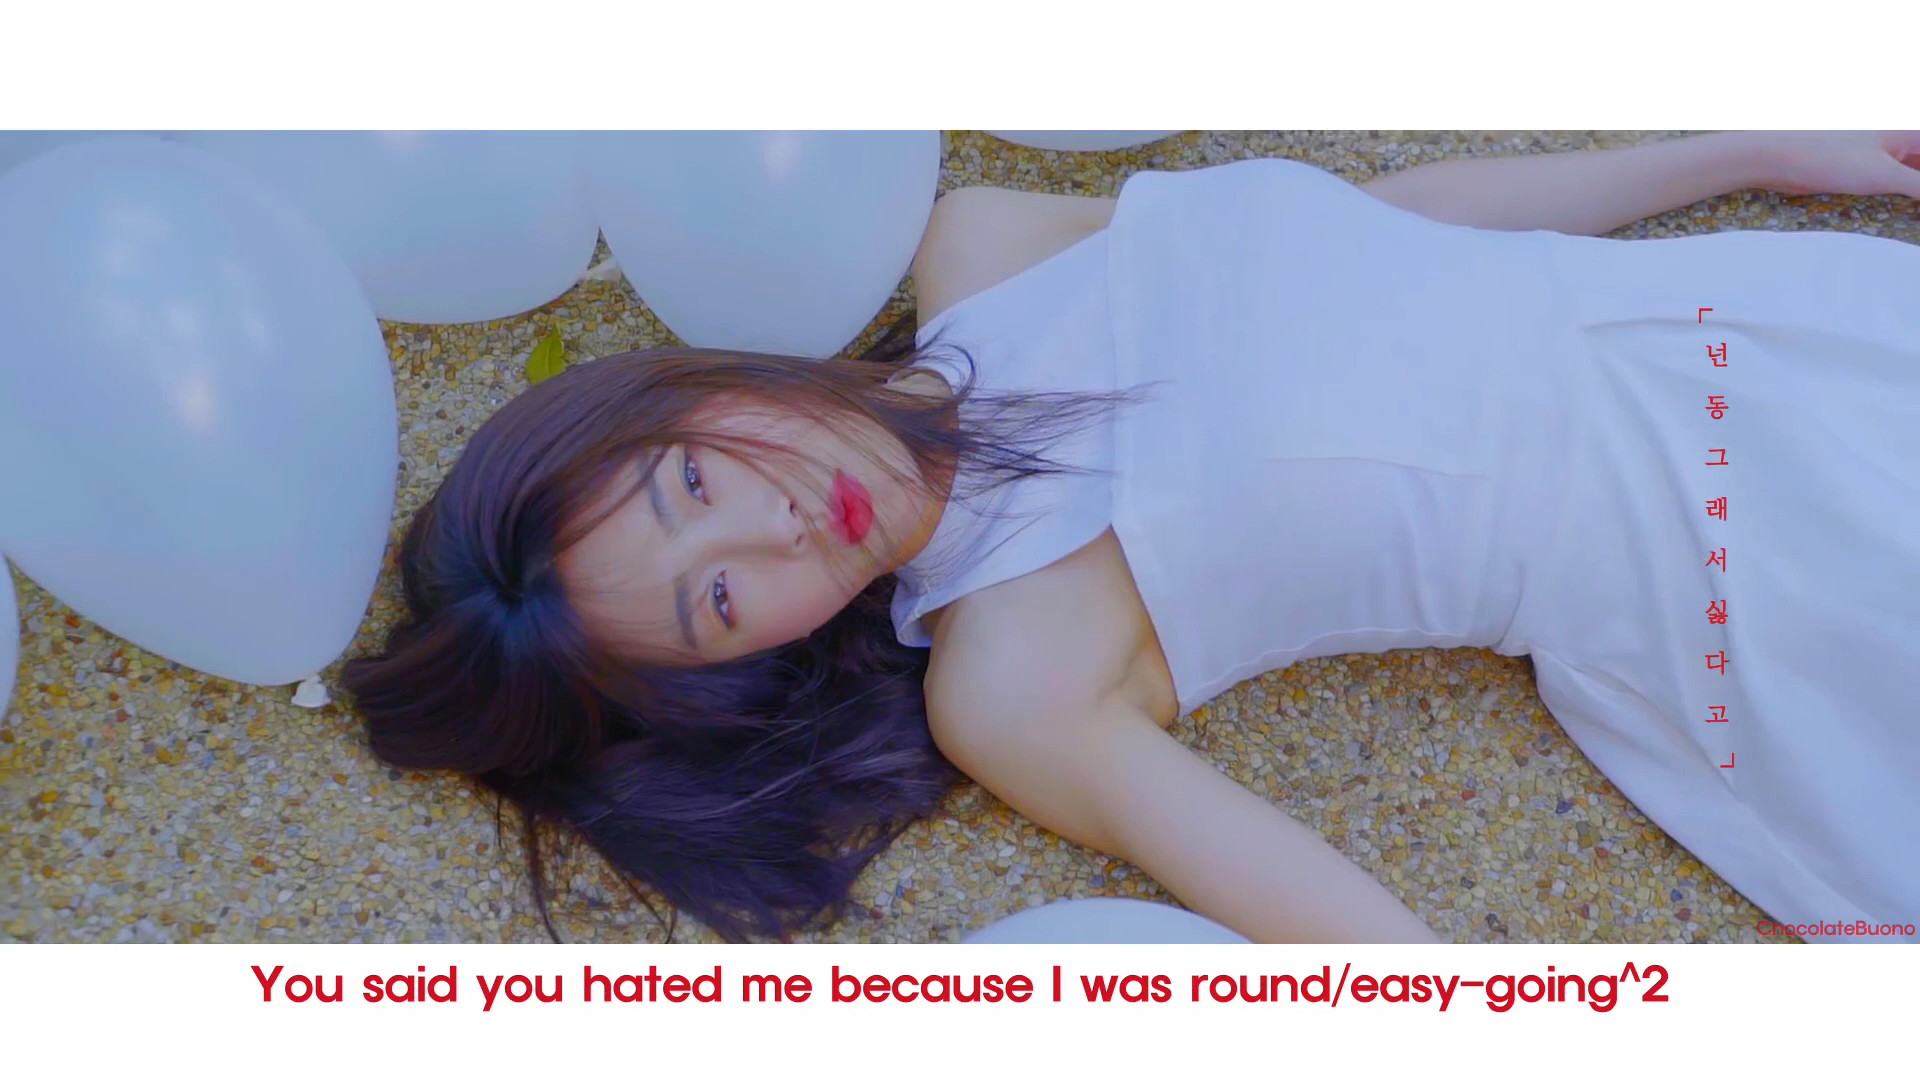 「넌동그래서싫다고」
ChocolateBuono
You said you hated me because I was round/easy-going^2